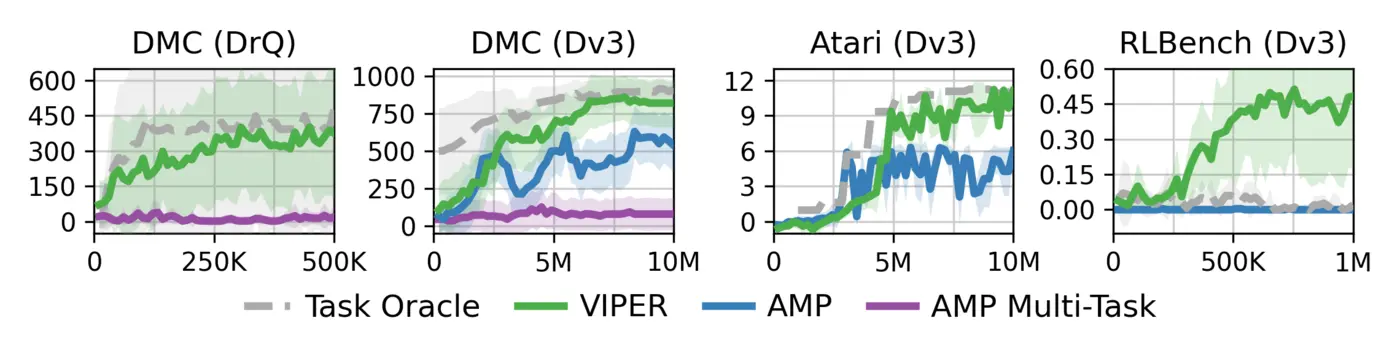 DMC (DrQ)
600
450
300
150
0
0
250K
500K
DMC (Dv3)
1000
750
500
250
0
0
5M
10M
Atari (Dv3)
12
9
6
3
0
0
5M
10M
RLBench (Dv3)
0.60
0.45
0.30
0.15
0.00
0
500K
1M
Task Oracle
VIPER
AMP
AMP Multi-Task